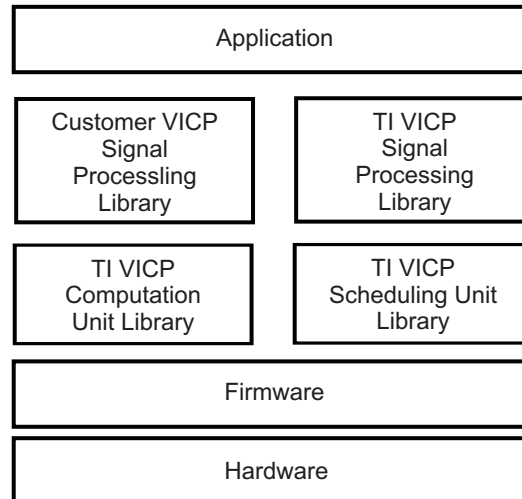 Application
Customer VICP
Signal
Processling
Library
TI VICP
Signal
Processing
Library
TI VICP
Computation
Unit Library
TI VICP
Scheduling Unit
Library
Firmware
Hardware